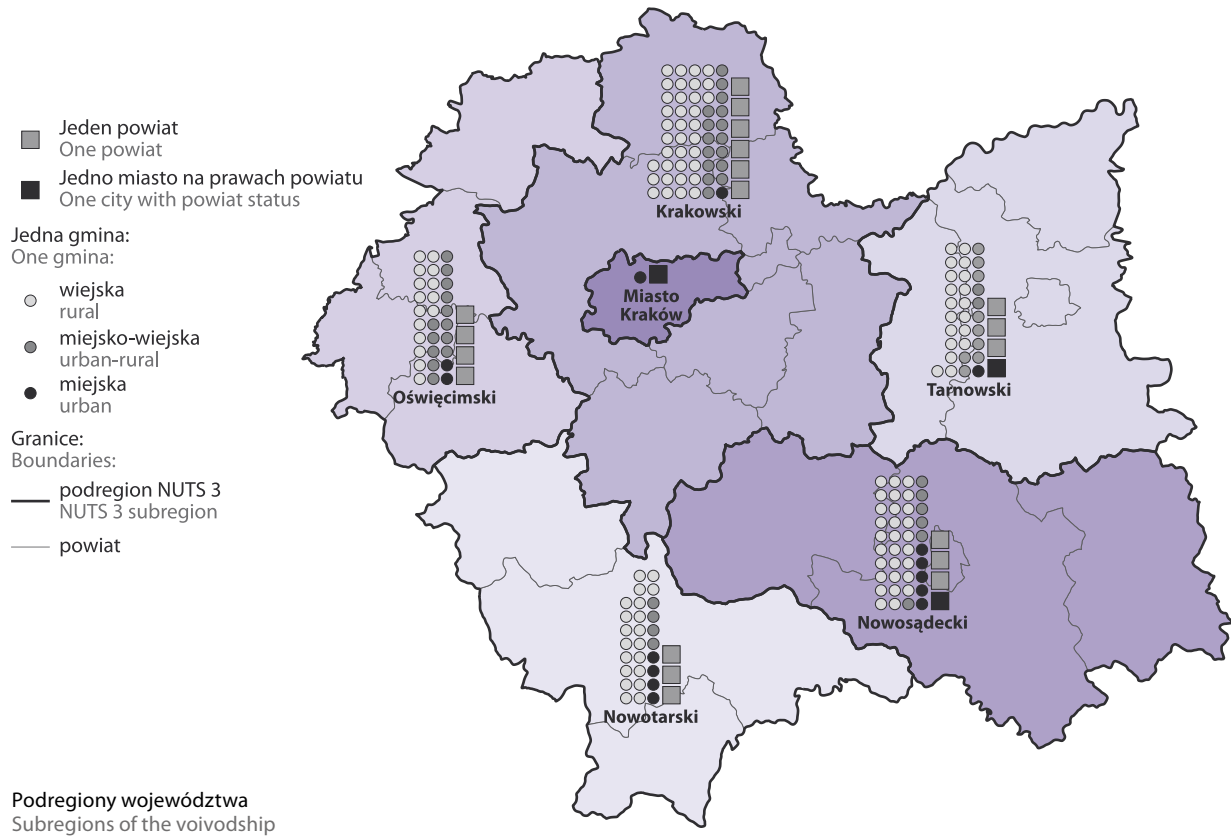 Jeden powiat
One powiat
Jedno miasto na prawach powiatu
One city with powiat status
Jedna gmina:
One gmina:
wiejska
rural
miejsko-wiejska
urban-rural
miejska
urban
Granice:
Boundaries:
podregion NUTS 3
NUTS 3 subregion
powiat
Krakowski
Miasto
Kraków
Oświęcimski
Tarnowski
Nowosądecki
Nowotarski
Podregiony województwa
Subregions of the voivodship